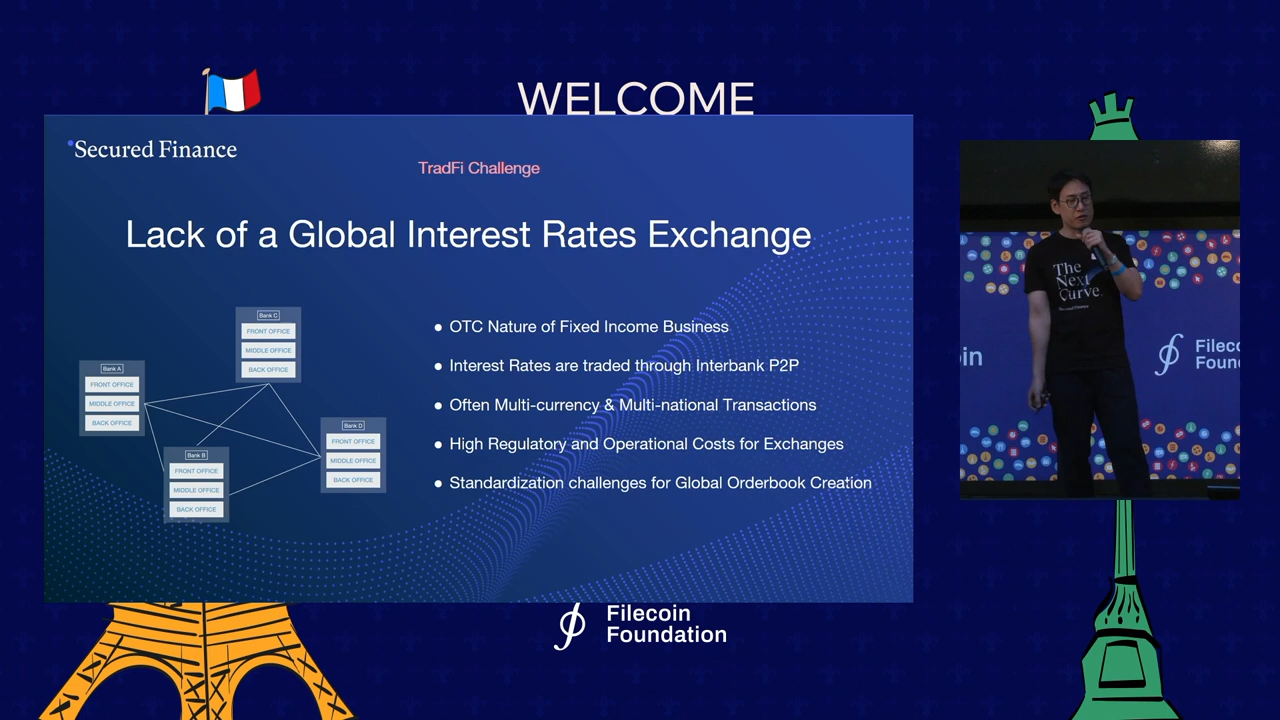 WELCOME
Secured Finance
TradFi Challenge
Lack of a Global Interest Rates Exchange
Bank C
FRONT OFFICE
MIDDLE OFFICE
BACK OFFICE
Bank A
FRONT OFFICE
MIDDLE OFFICE
BACK OFFICE
Bank D
FRONT OFFICE
MIDDLE OFFICE
BACK OFFICE
Bank B
FRONT OFFICE
MIDDLE OFFICE
BACK OFFICE
● OTC Nature of Fixed Income Business
● Interest Rates are traded through Interbank P2P
● Often Multi-currency & Multi-national Transactions
● High Regulatory and Operational Costs for Exchanges
● Standardization challenges for Global Orderbook Creation
The
Next
Curve.
in
Fileco
Foun
Filecoin
Foundation